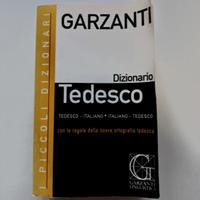 GARZANTI
Dizionario
Tedesco
TEDESCO - ITALIANO • ITALIANO - TEDESCO
con le regole della nuova ortografia tedesca
I PICCOLI DIZIONARI
G
GARZANTI
LINGUISTICA